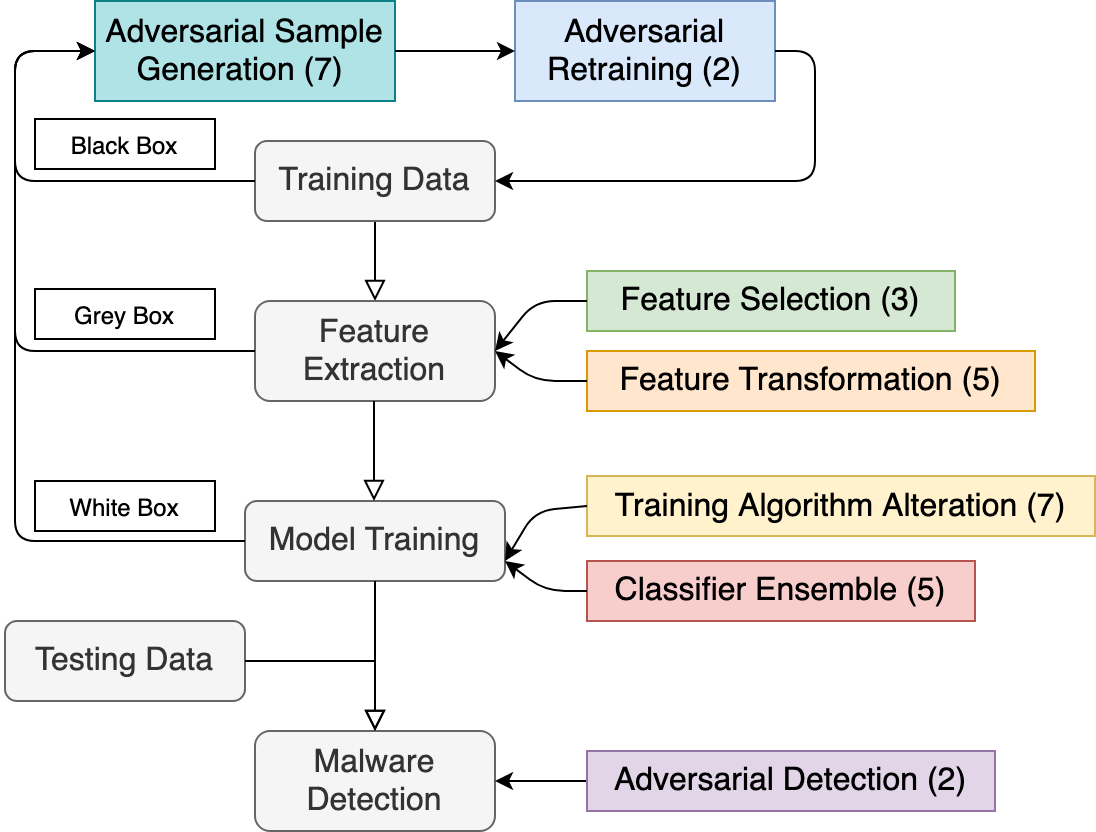 Adversarial Sample
Generation (7)
Adversarial
Retraining (2)
Black Box
Training Data
Grey Box
Feature
Extraction
Feature Selection (3)
Feature Transformation (5)
White Box
Model Training
Training Algorithm Alteration (7)
Classifier Ensemble (5)
Testing Data
Malware
Detection
Adversarial Detection (2)